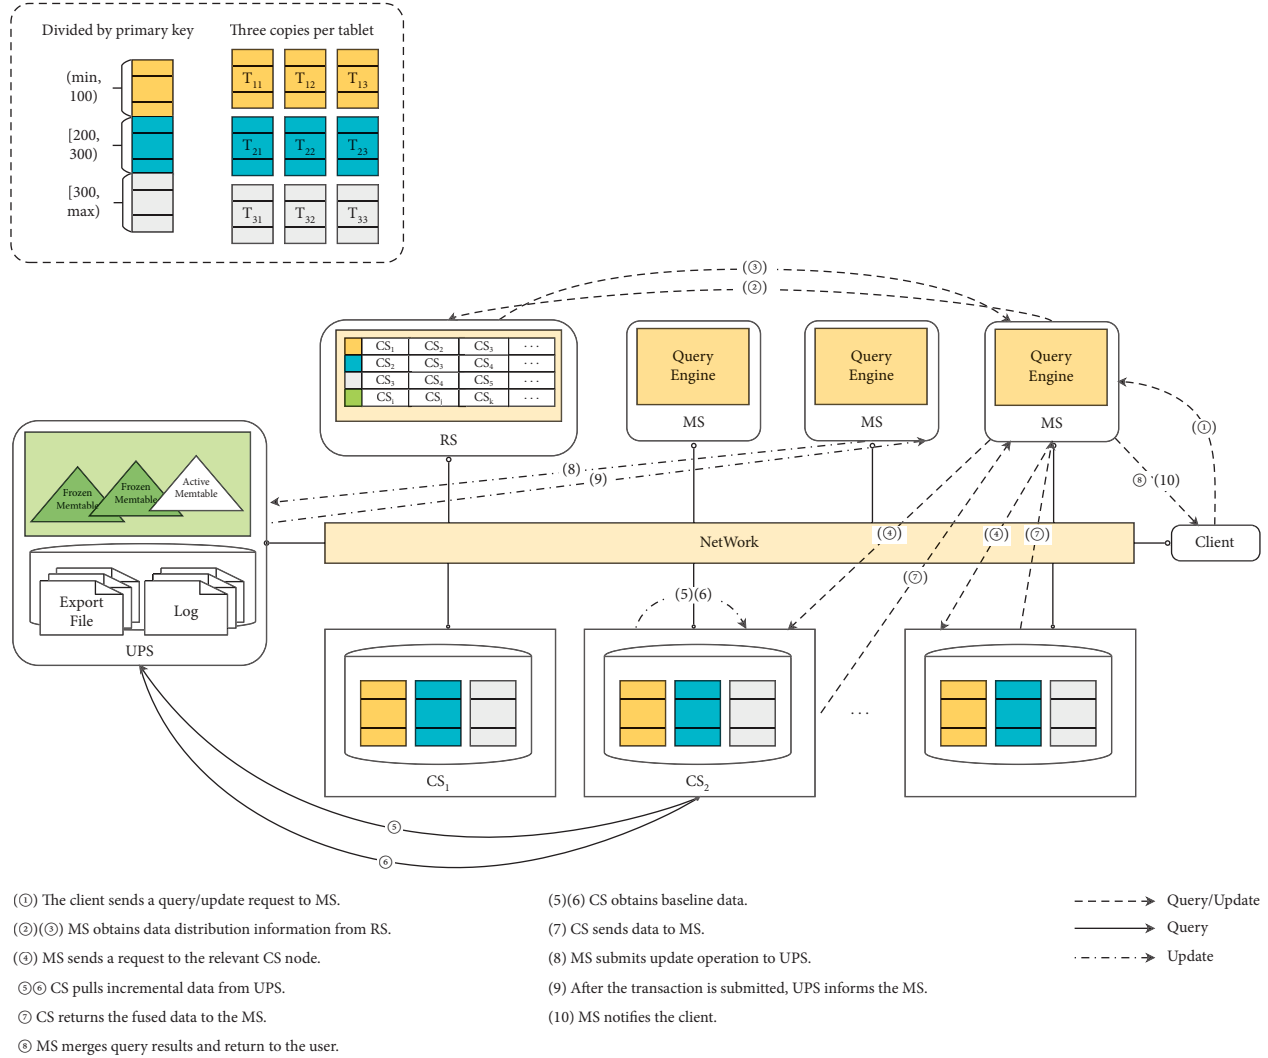 Divided by primary key
Three copies per tablet
(min,
100)
[200,
300)
[300,
max)
T11 T12 T13
T21 T22 T23
T31 T32 T33
(③)
(②)
CS1 CS2 CS3 ...
CS2 CS3 CS4 ...
CS3 CS4 CS5 ...
CSi CSj CSk ...
RS
Query
Engine
MS
Query
Engine
MS
Query
Engine
MS
(①)
(8)
(9)
⑧ (10)
Frozen
Memtable
Frozen
Memtable
Active
Memtable
Export
File
Log
UPS
NetWork
(④)
(④)
(⑦)
Client
(⑦)
(5)(6)
CS1
CS2
...
⑤
⑥
(①) The client sends a query/update request to MS.
(②)(③) MS obtains data distribution information from RS.
(④) MS sends a request to the relevant CS node.
⑤⑥ CS pulls incremental data from UPS.
⑦ CS returns the fused data to the MS.
⑧ MS merges query results and return to the user.
(5)(6) CS obtains baseline data.
(7) CS sends data to MS.
(8) MS submits update operation to UPS.
(9) After the transaction is submitted, UPS informs the MS.
(10) MS notifies the client.
Query/Update
Query
Update